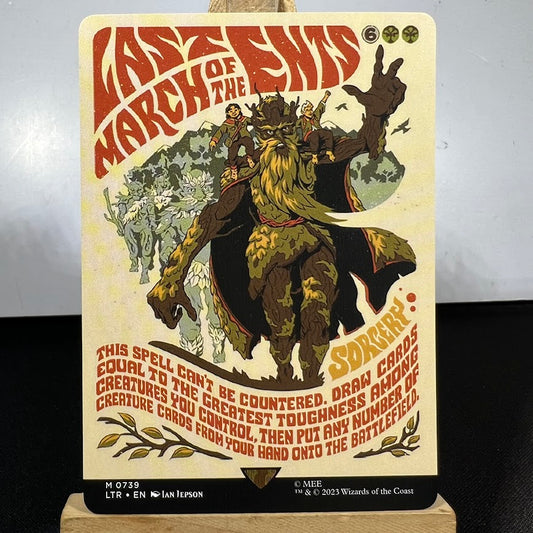 LAST
MARCH OF THE ENTS
6
SORCERY:
THIS SPELL CAN'T BE COUNTERED. DRAW CARDS
EQUAL TO THE GREATEST TOUGHNESS AMONG
CREATURES YOU CONTROL, THEN PUT ANY NUMBER OF
CREATURE CARDS FROM YOUR HAND ONTO THE BATTLEFIELD.
M 0739
LTR • EN IAN JEPSON
© MEE
™ & © 2023 Wizards of the Coast